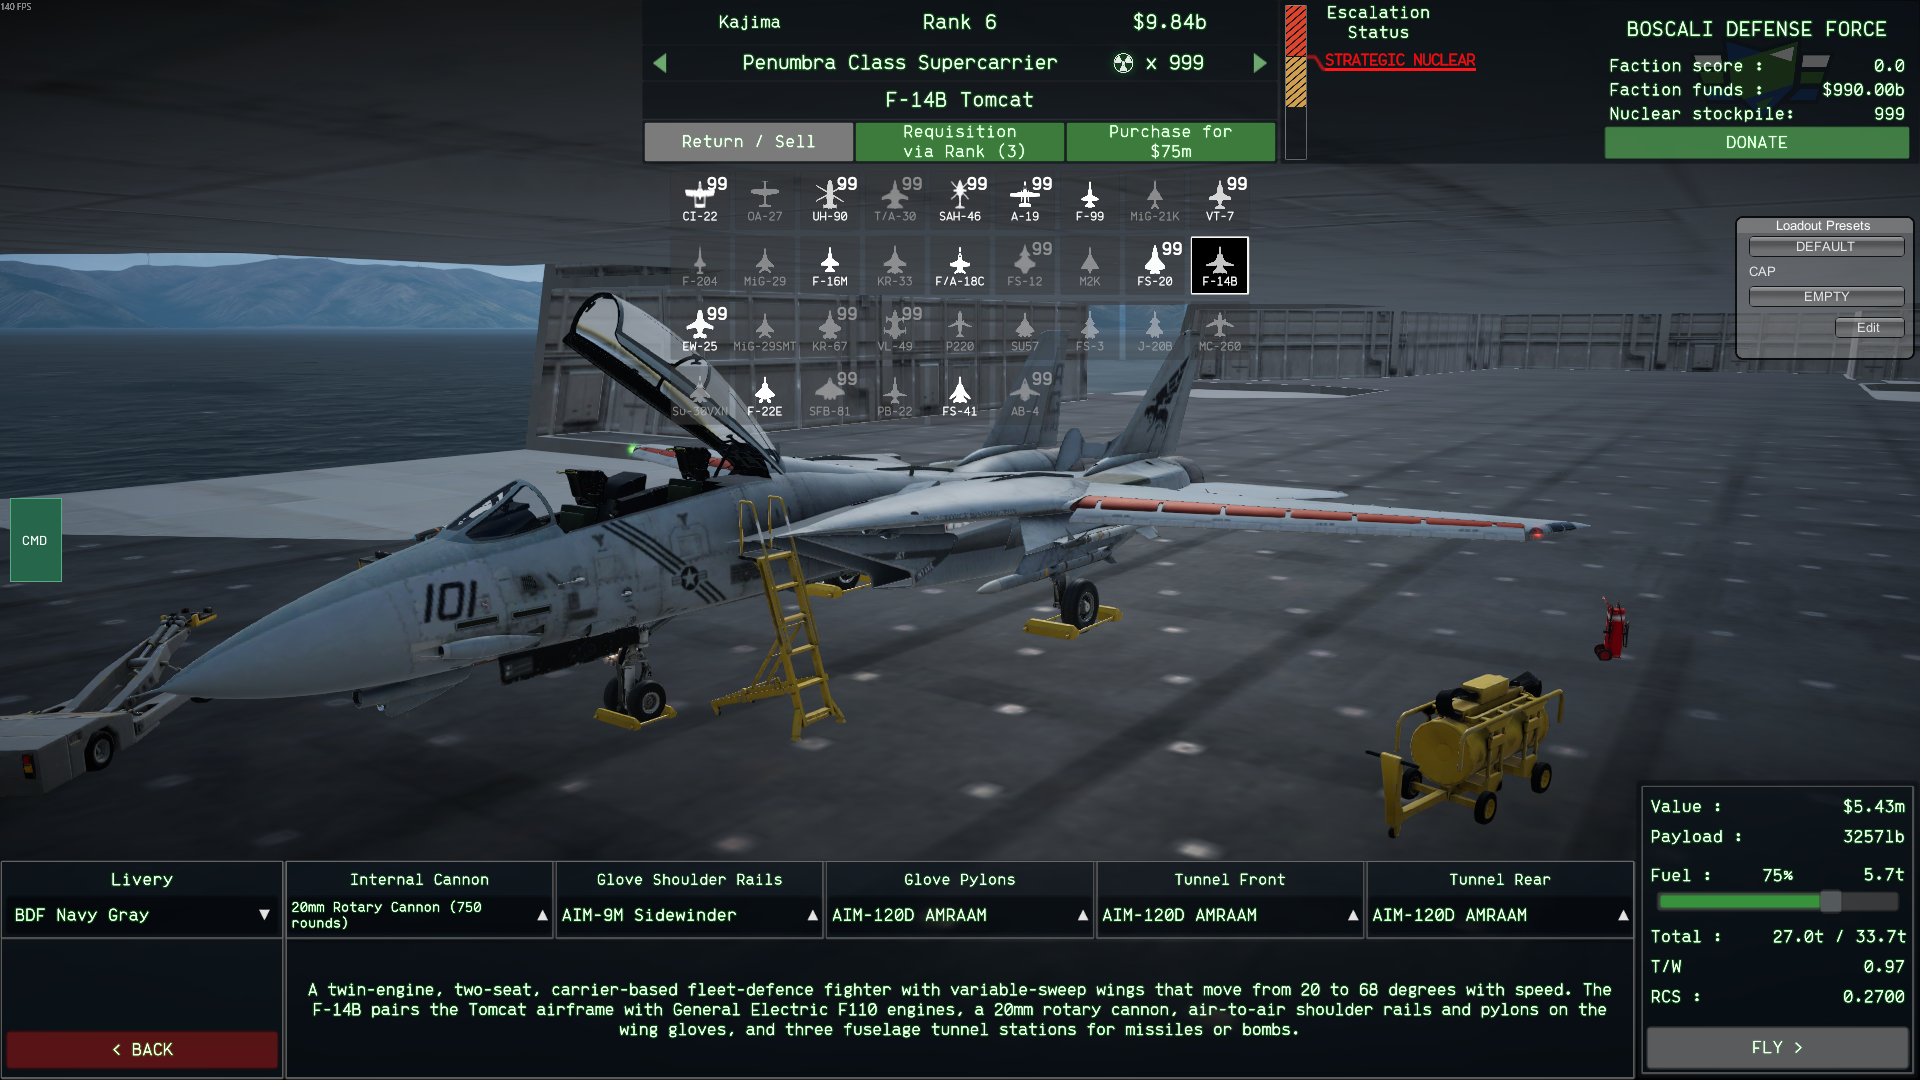 140 FPS
Kajima
Rank 6
$9.84b
Penumbra Class Supercarrier
x 999
F-14B Tomcat
Return / Sell
Requisition
via Rank (3)
Purchase for
$75m
Escalation
Status
STRATEGIC NUCLEAR
BOSCALI DEFENSE FORCE
Faction score : 0.0
Faction funds : $990.00b
Nuclear stockpile: 999
DONATE
99 99 99 99 99 99
CI-22 OA-27 UH-90 T/A-30 SAH-46 A-19 F-99 MiG-21K VT-7
99 99
F-204 MiG-29 F-16M KR-33 F/A-18C FS-12 M2K FS-20 F-14B
99 99 99
EW-25 MiG-29SMT KR-67 VL-49 P220 SU57 FS-3 J-20B MC-260
99 99
Su-30VXN F-22E SFB-81 PB-22 FS-41 AB-4
Loadout Presets
DEFAULT
CAP
EMPTY
Edit
CMD
101
Livery
BDF Navy Gray
Internal Cannon
20mm Rotary Cannon (750
rounds)
Glove Shoulder Rails
AIM-9M Sidewinder
Glove Pylons
AIM-120D AMRAAM
Tunnel Front
AIM-120D AMRAAM
Tunnel Rear
AIM-120D AMRAAM
A twin-engine, two-seat, carrier-based fleet-defence fighter with variable-sweep wings that move from 20 to 68 degrees with speed. The
F-14B pairs the Tomcat airframe with General Electric F110 engines, a 20mm rotary cannon, air-to-air shoulder rails and pylons on the
wing gloves, and three fuselage tunnel stations for missiles or bombs.
< BACK
Value : $5.43m
Payload : 3257lb
Fuel : 75% 5.7t
Total : 27.0t / 33.7t
T/W 0.97
RCS : 0.2700
FLY >